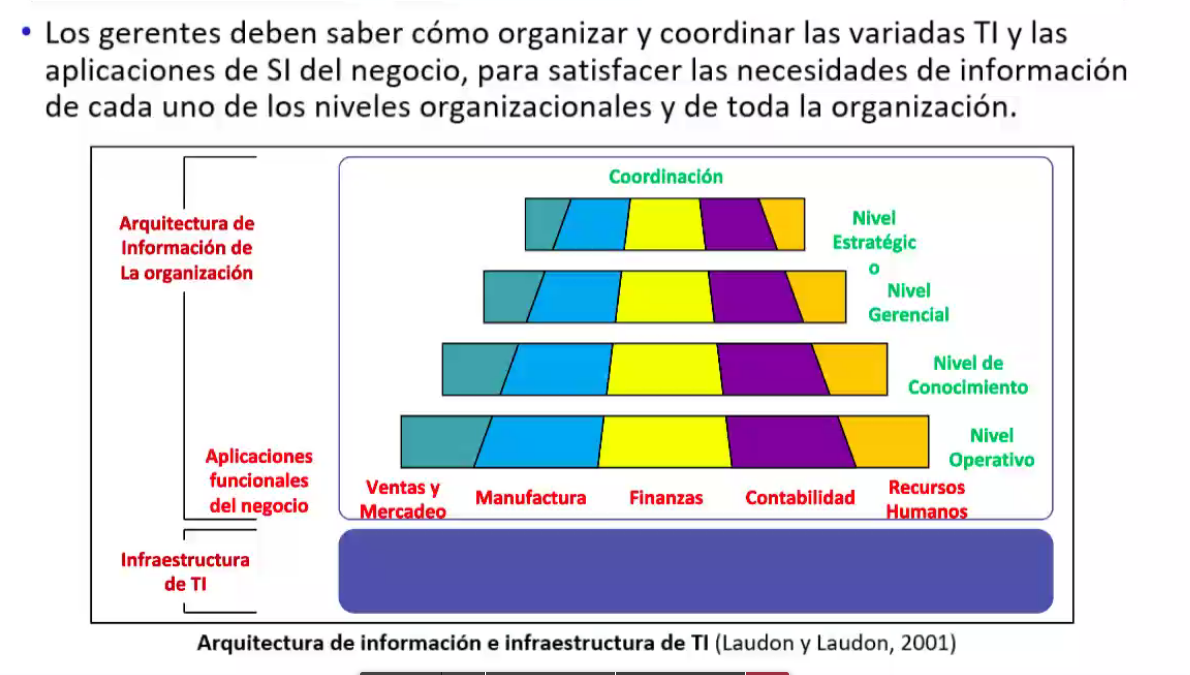 • Los gerentes deben saber cómo organizar y coordinar las variadas TI y las
aplicaciones de SI del negocio, para satisfacer las necesidades de información
de cada uno de los niveles organizacionales y de toda la organización.
Coordinación
Arquitectura de
Información de
La organización
Nivel
Estratégic
o
Nivel
Gerencial
Nivel de
Conocimiento
Nivel
Operativo
Aplicaciones
funcionales
del negocio
Ventas y
Mercadeo
Manufactura
Finanzas
Contabilidad
Recursos
Humanos
Infraestructura
de TI
Arquitectura de información e infraestructura de TI (Laudon y Laudon, 2001)